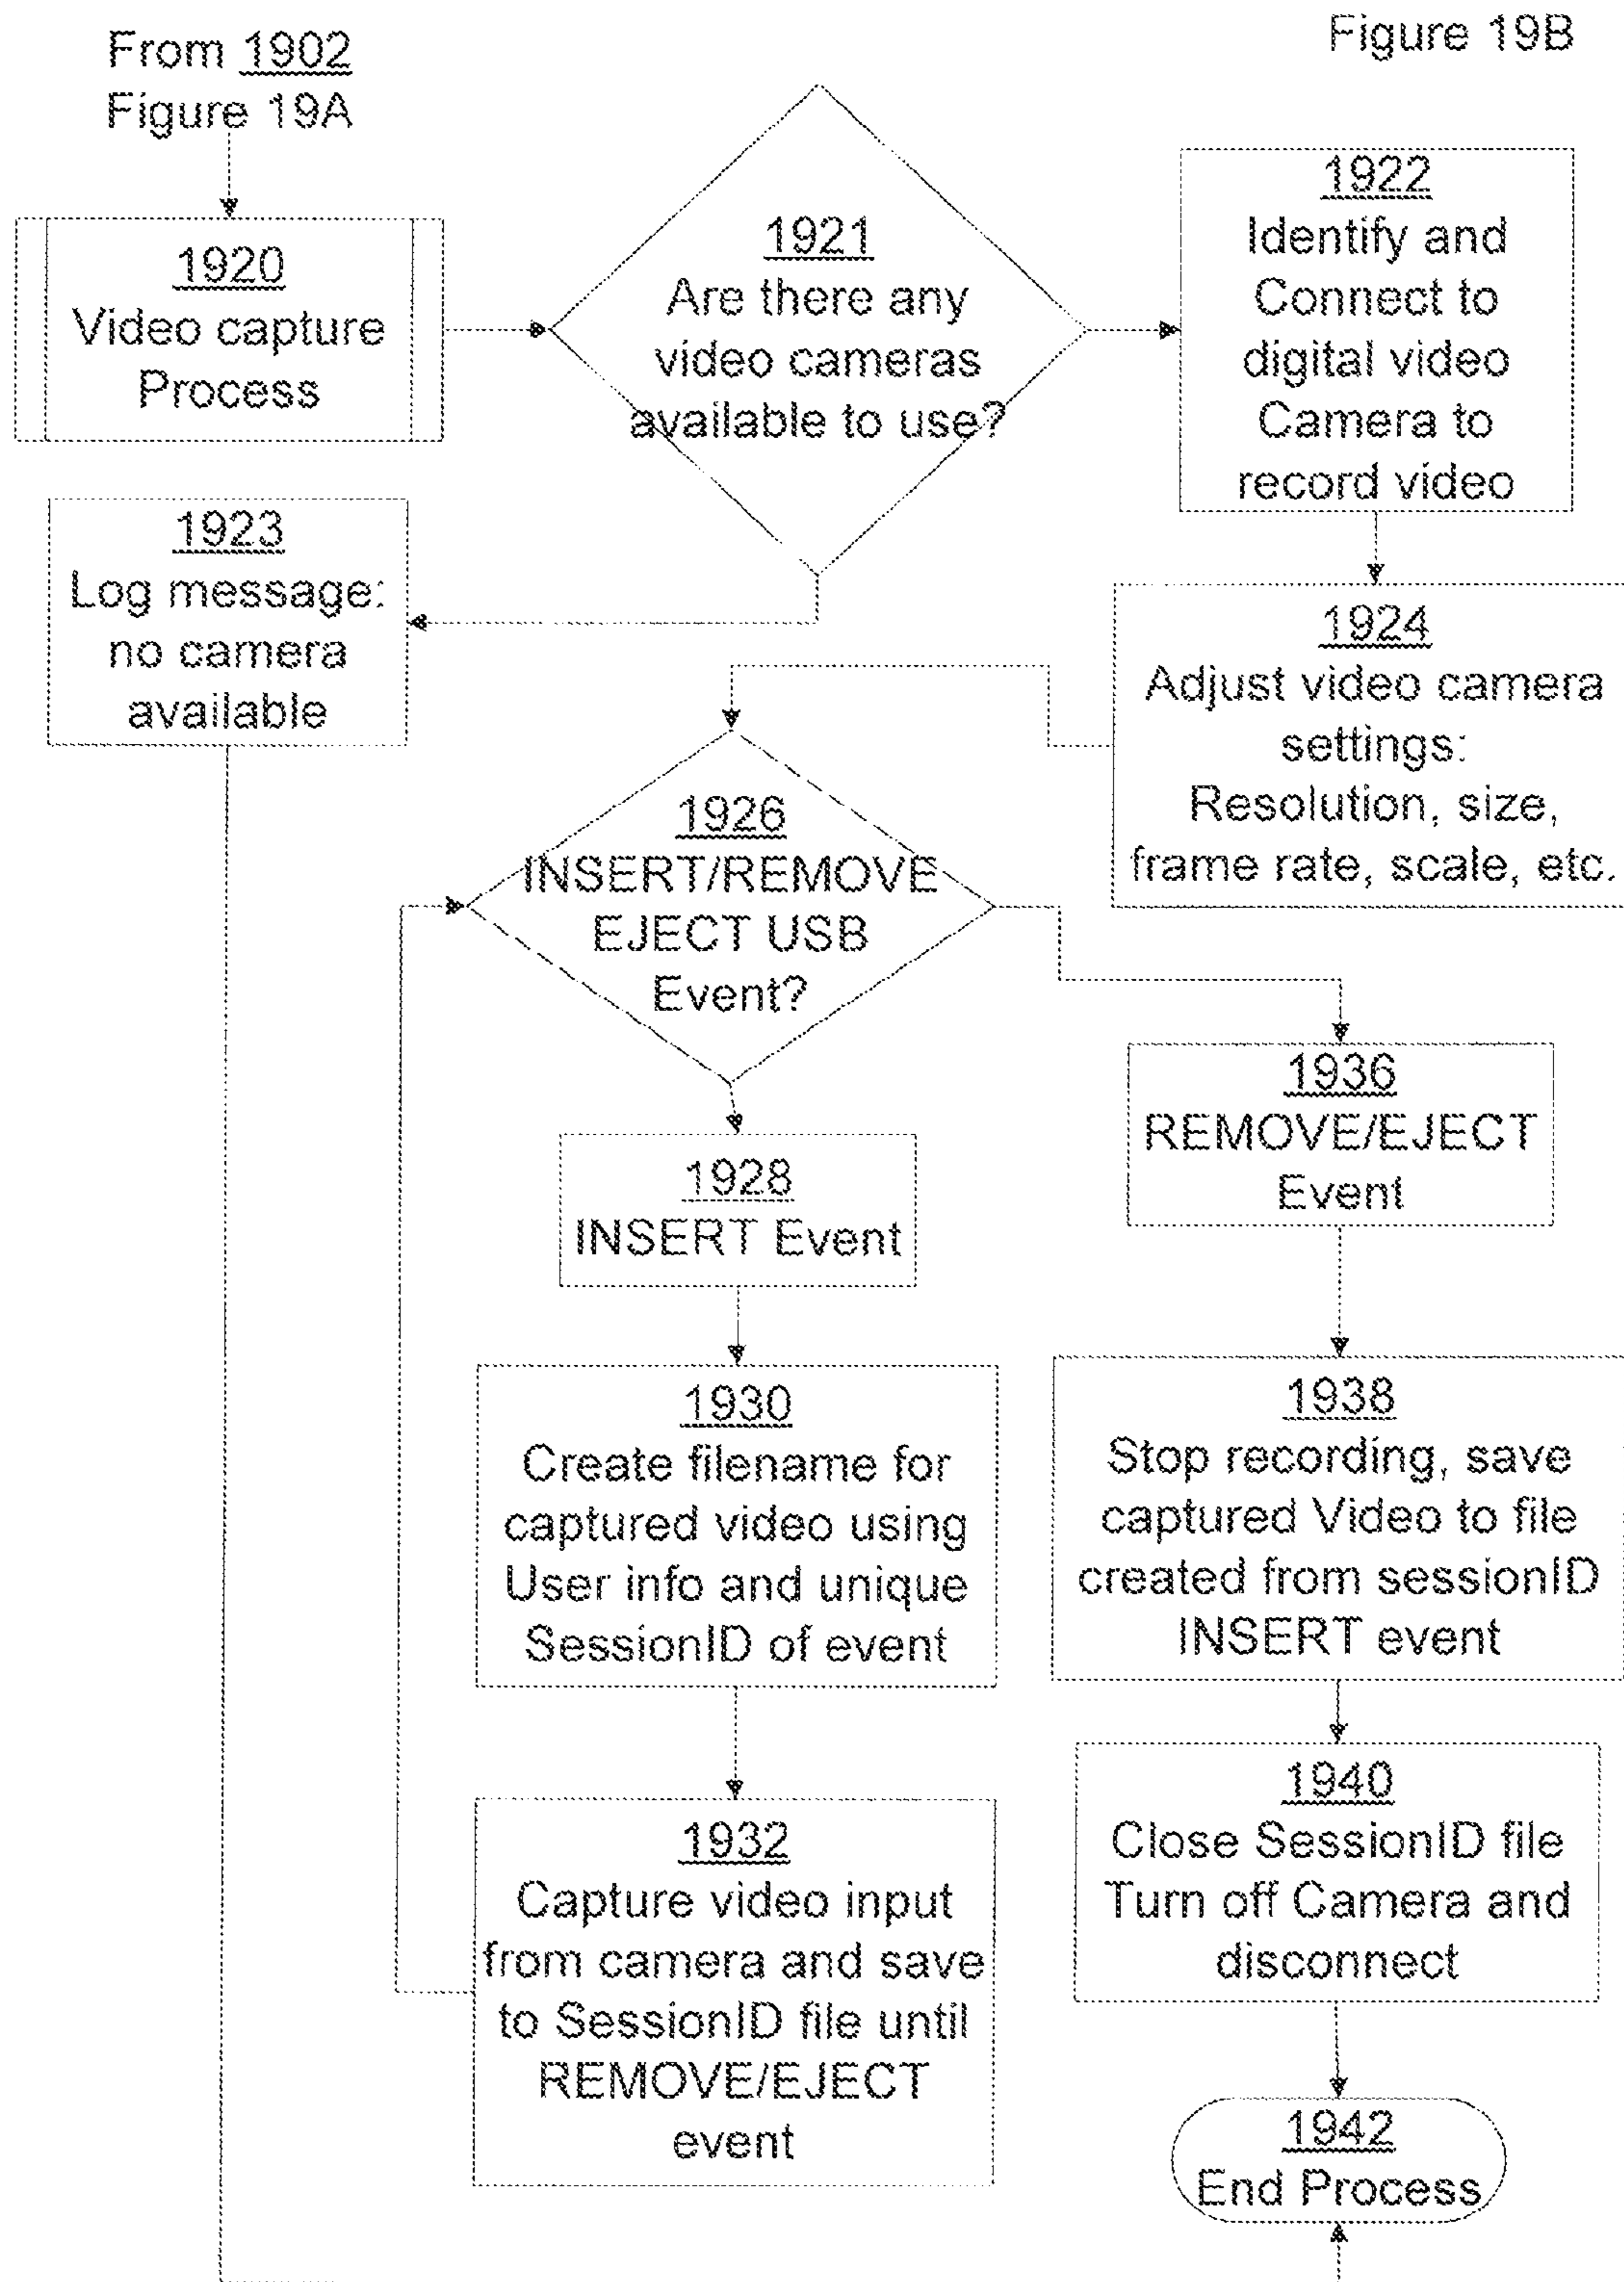 Figure 19B
From 1902
Figure 19A
1920
Video capture
Process
1921
Are there any
video cameras
available to use?
1922
Identify and
Connect to
digital video
Camera to
record video
1923
Log message:
no camera
available
1924
Adjust video camera
settings:
Resolution, size,
frame rate, scale, etc.
1926
INSERT/REMOVE
EJECT USB
Event?
1928
INSERT Event
1936
REMOVE/EJECT
Event
1930
Create filename for
captured video using
User info and unique
SessionID of event
1938
Stop recording, save
captured Video to file
created from sessionID
INSERT event
1932
Capture video input
from camera and save
to SessionID file until
REMOVE/EJECT
event
1940
Close SessionID file
Turn off Camera and
disconnect
1942
End Process